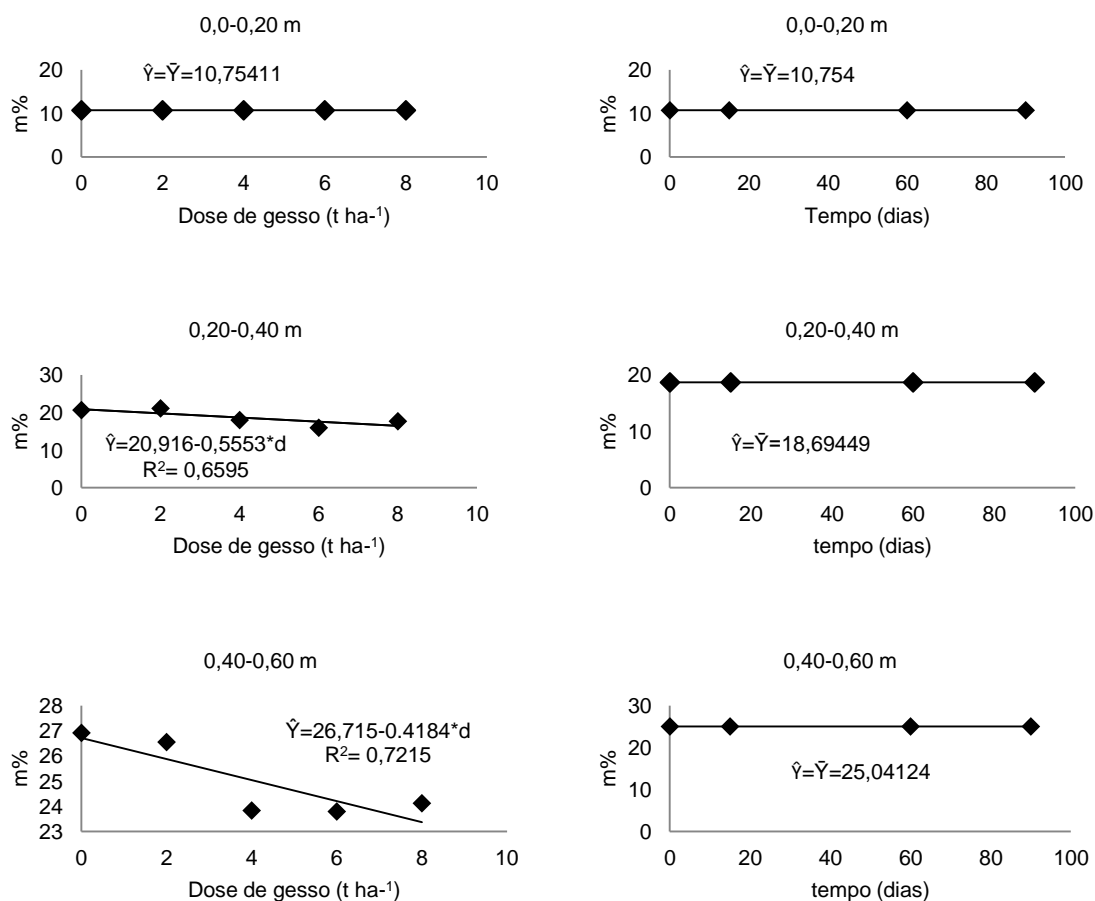 0,0-0,20 m
20
10
0
m%
Ŷ=Ȳ=10,75411
0 2 4 6 8 10
Dose de gesso (t ha-¹)
0,0-0,20 m
20
10
0
m%
Ŷ=Ȳ=10,754
0 20 40 60 80 100
Tempo (dias)
0,20-0,40 m
30
20
10
0
m%
Ŷ=20,916-0,5553*d
R²= 0,6595
0 2 4 6 8 10
Dose de gesso (t ha-¹)
0,20-0,40 m
20
10
0
m%
Ŷ=Ȳ=18,69449
0 20 40 60 80 100
tempo (dias)
0,40-0,60 m
28
27
26
25
24
23
m%
Ŷ=26,715-0.4184*d
R²= 0,7215
0 2 4 6 8 10
Dose de gesso (t ha-¹)
0,40-0,60 m
30
20
10
0
m%
Ŷ=Ȳ=25,04124
0 20 40 60 80 100
tempo (dias)